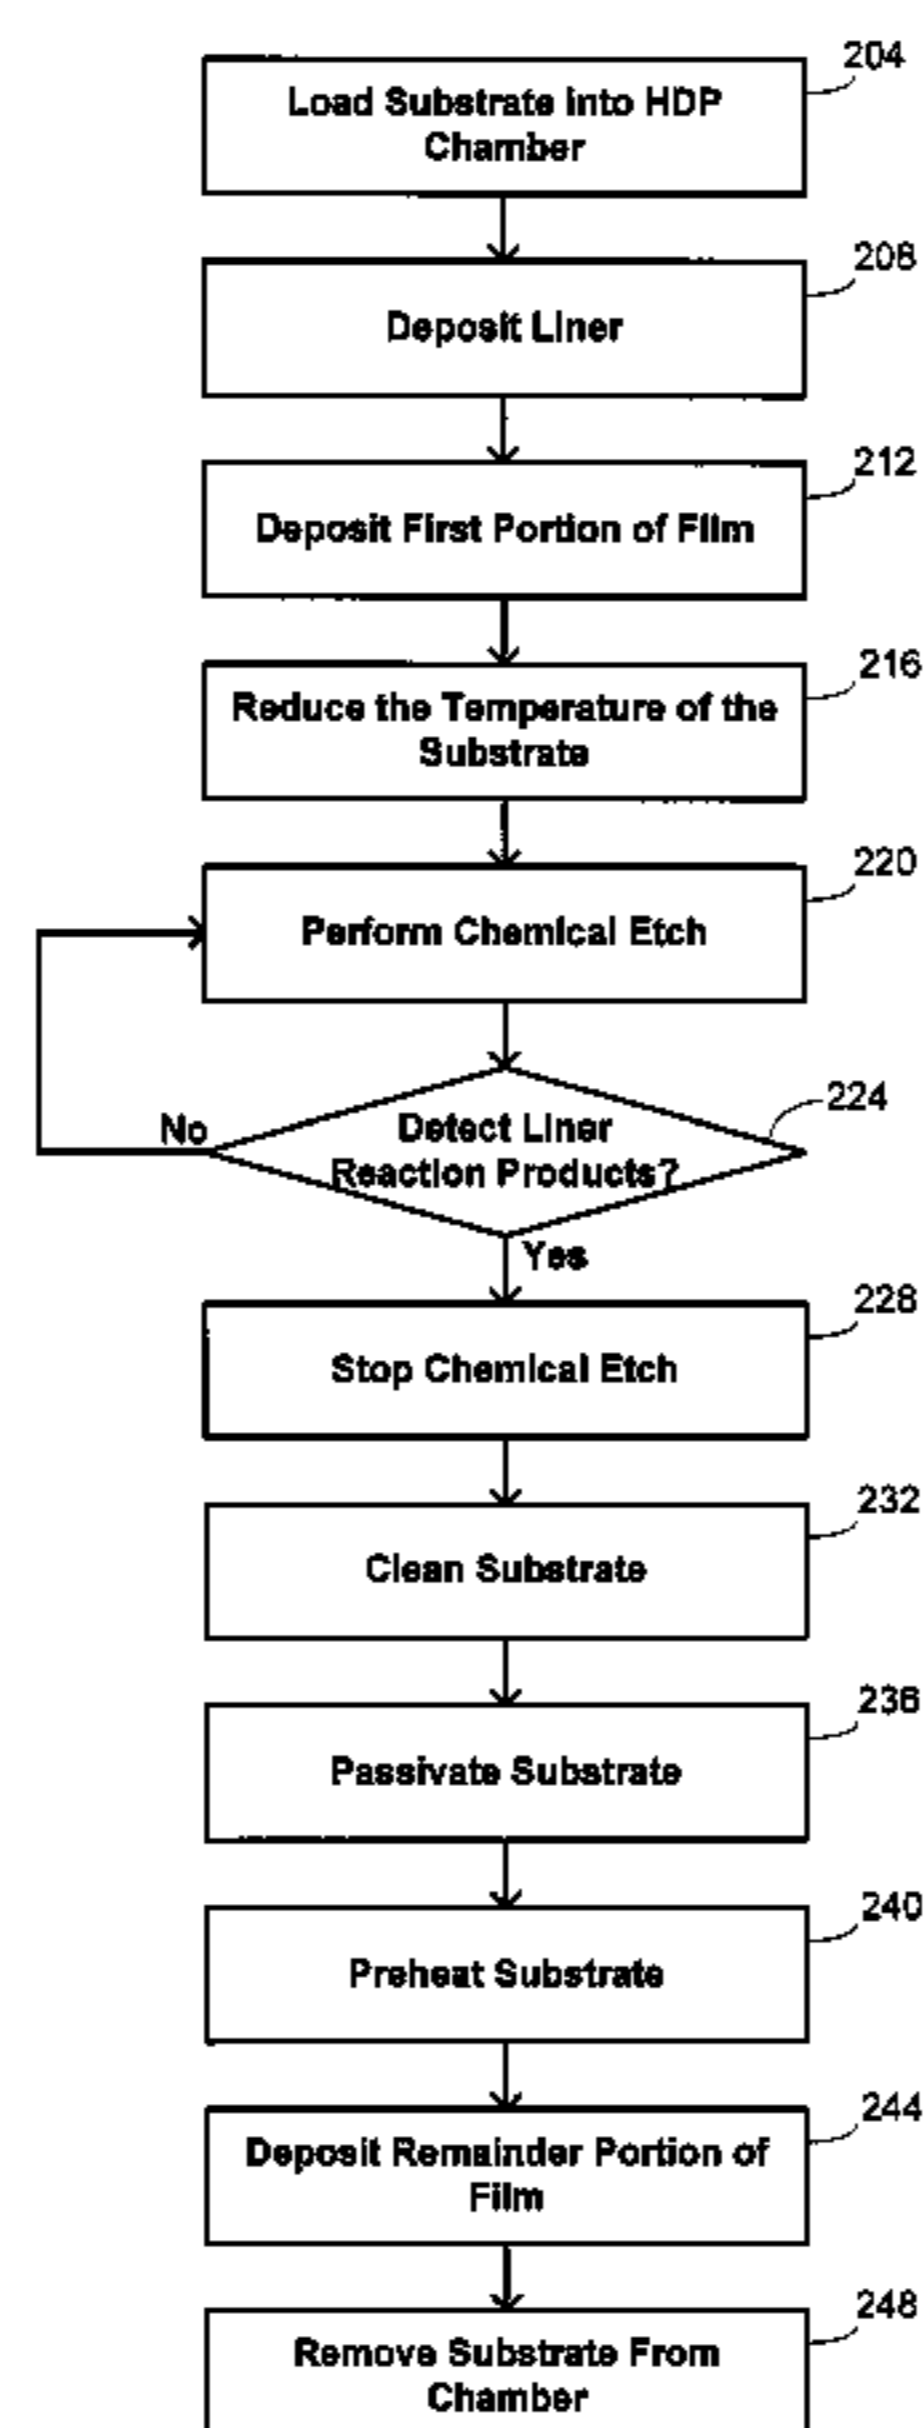 204
Load Substrate into HDP
Chamber
208
Deposit Liner
212
Deposit First Portion of Film
216
Reduce the Temperature of the
Substrate
220
Perform Chemical Etch
224
Detect Liner
Reaction Products?
No
Yes
228
Stop Chemical Etch
232
Clean Substrate
236
Passivate Substrate
240
Preheat Substrate
244
Deposit Remainder Portion of
Film
248
Remove Substrate From
Chamber